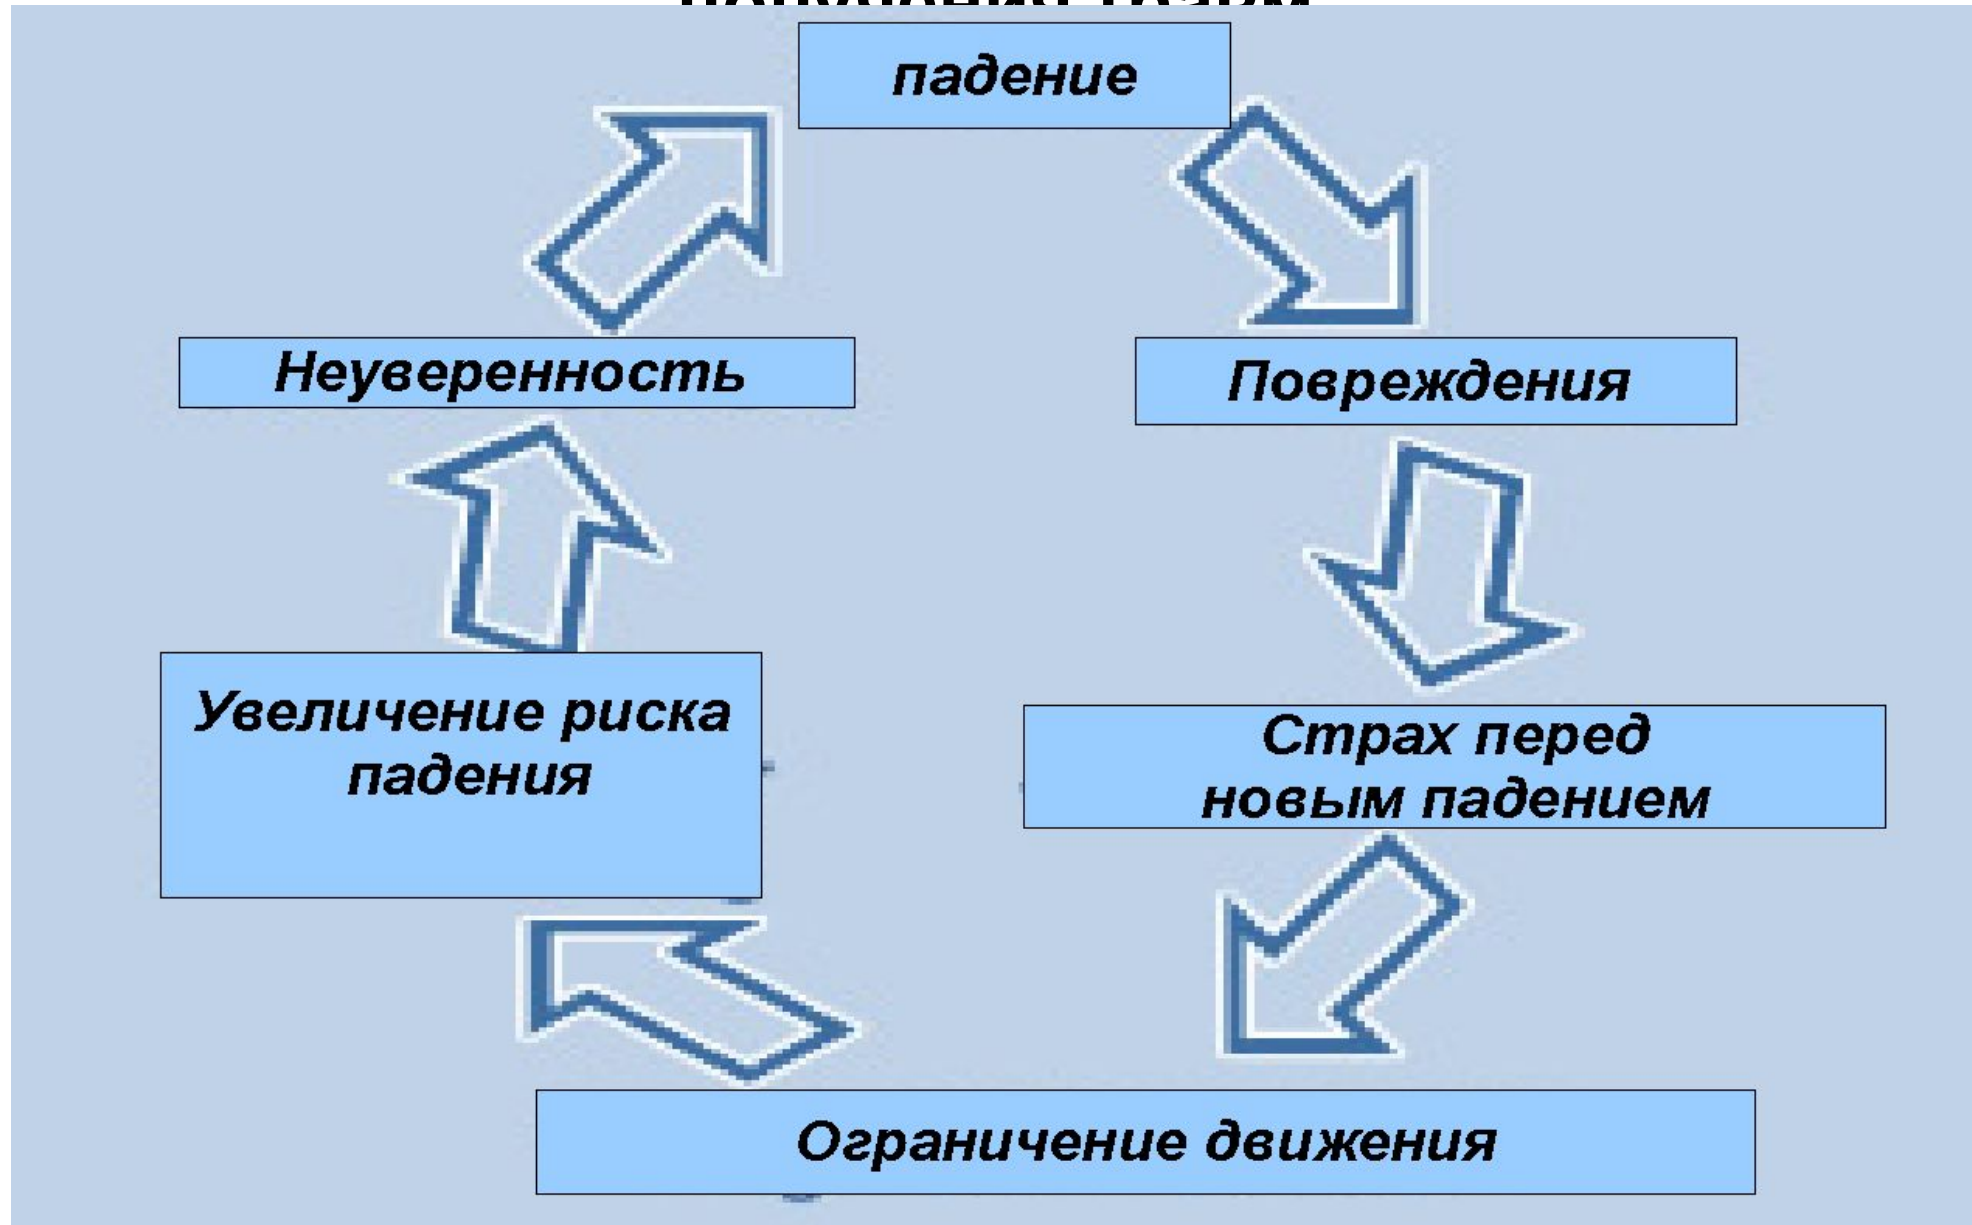 падение
Неуверенность
Повреждения
Увеличение риска
падения
Страх перед
новым падением
Ограничение движения